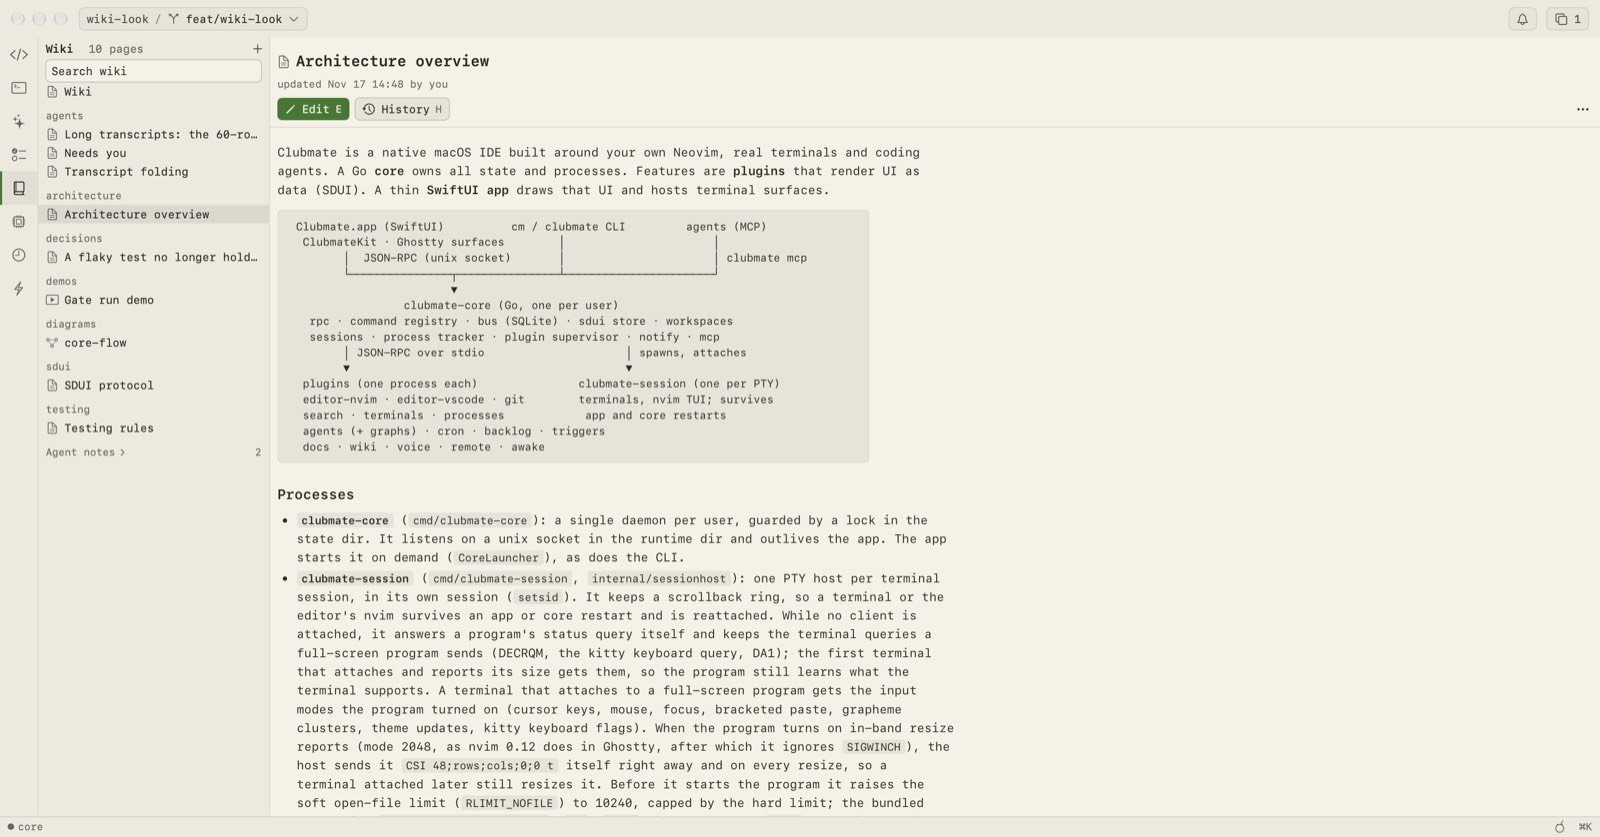 wiki-look / feat/wiki-look
1
Wiki 10 pages +
Search wiki
Wiki
agents
Long transcripts: the 60-ro…
Needs you
Transcript folding
architecture
Architecture overview
decisions
A flaky test no longer hold…
demos
Gate run demo
diagrams
core-flow
sdui
SDUI protocol
testing
Testing rules
Agent notes > 2
Architecture overview
updated Nov 17 14:48 by you
Edit E History H
Clubmate is a native macOS IDE built around your own Neovim, real terminals and coding
agents. A Go core owns all state and processes. Features are plugins that render UI as
data (SDUI). A thin SwiftUI app draws that UI and hosts terminal surfaces.
Clubmate.app (SwiftUI) cm / clubmate CLI agents (MCP)
ClubmateKit · Ghostty surfaces
JSON-RPC (unix socket) clubmate mcp
clubmate-core (Go, one per user)
rpc · command registry · bus (SQLite) · sdui store · workspaces
sessions · process tracker · plugin supervisor · notify · mcp
JSON-RPC over stdio spawns, attaches
plugins (one process each) clubmate-session (one per PTY)
editor-nvim · editor-vscode · git terminals, nvim TUI; survives
search · terminals · processes app and core restarts
agents (+ graphs) · cron · backlog · triggers
docs · wiki · voice · remote · awake
Processes
• clubmate-core (cmd/clubmate-core): a single daemon per user, guarded by a lock in the
state dir. It listens on a unix socket in the runtime dir and outlives the app. The app
starts it on demand (CoreLauncher), as does the CLI.
• clubmate-session (cmd/clubmate-session, internal/sessionhost): one PTY host per terminal
session, in its own session (setsid). It keeps a scrollback ring, so a terminal or the
editor's nvim survives an app or core restart and is reattached. While no client is
attached, it answers a program's status query itself and keeps the terminal queries a
full-screen program sends (DECRQM, the kitty keyboard query, DA1); the first terminal
that attaches and reports its size gets them, so the program still learns what the
terminal supports. A terminal that attaches to a full-screen program gets the input
modes the program turned on (cursor keys, mouse, focus, bracketed paste, grapheme
clusters, theme updates, kitty keyboard flags). When the program turns on in-band resize
reports (mode 2048, as nvim 0.12 does in Ghostty, after which it ignores SIGWINCH), the
host sends it CSI 48;rows;cols;0;0 t itself right away and on every resize, so a
terminal attached later still resizes it. Before it starts the program it raises the
soft open-file limit (RLIMIT_NOFILE) to 10240, capped by the hard limit; the bundled
core
⌘K